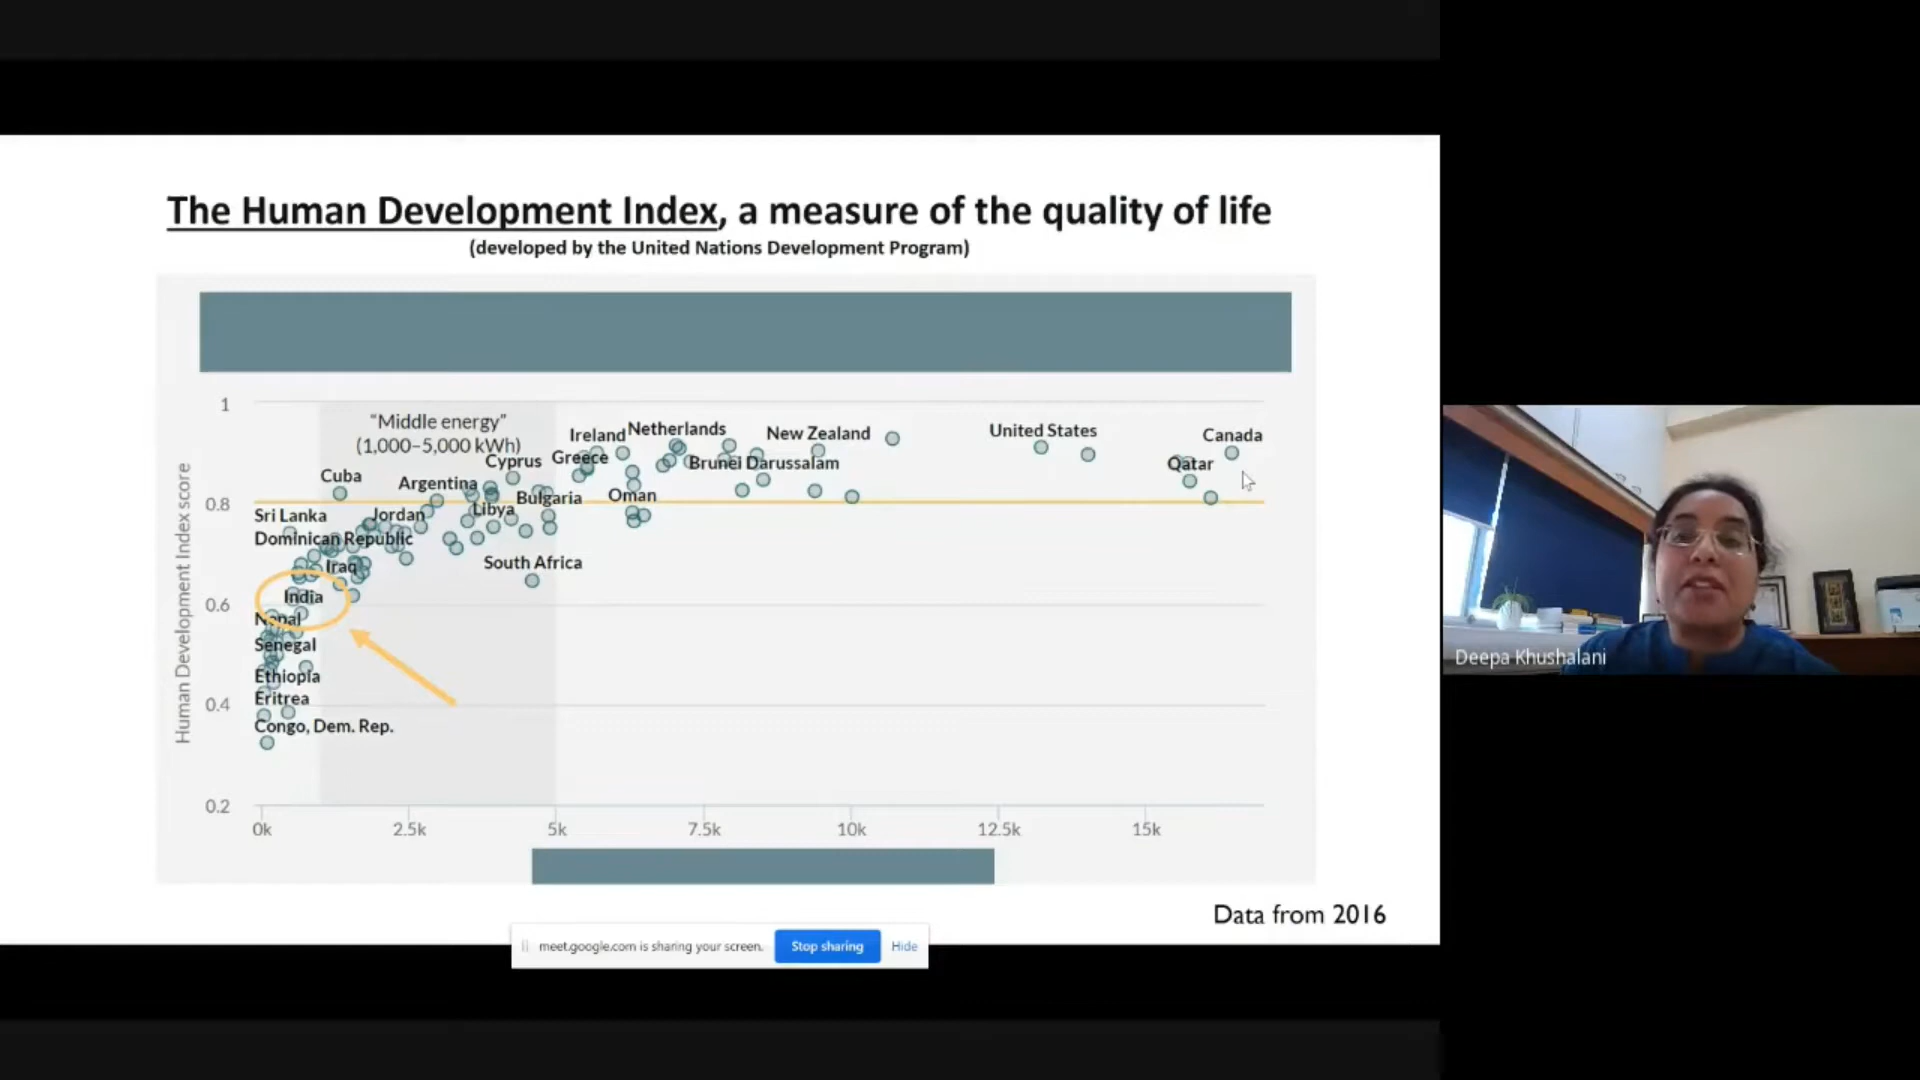 The Human Development Index, a measure of the quality of life
(developed by the United Nations Development Program)
Human Development Index score
1
0.8
0.6
0.4
0.2
"Middle energy"
(1,000–5,000 kWh)
Ireland
Netherlands
New Zealand
United States
Canada
Cyprus
Greece
Brunei Darussalam
Qatar
Cuba
Argentina
Bulgaria
Oman
Sri Lanka
Jordan
Libya
Dominican Republic
Iraq
South Africa
India
Nepal
Senegal
Ethiopia
Eritrea
Congo, Dem. Rep.
0k
2.5k
5k
7.5k
10k
12.5k
15k
Data from 2016
meet.google.com is sharing your screen.
Stop sharing
Hide
Deepa Khushalani